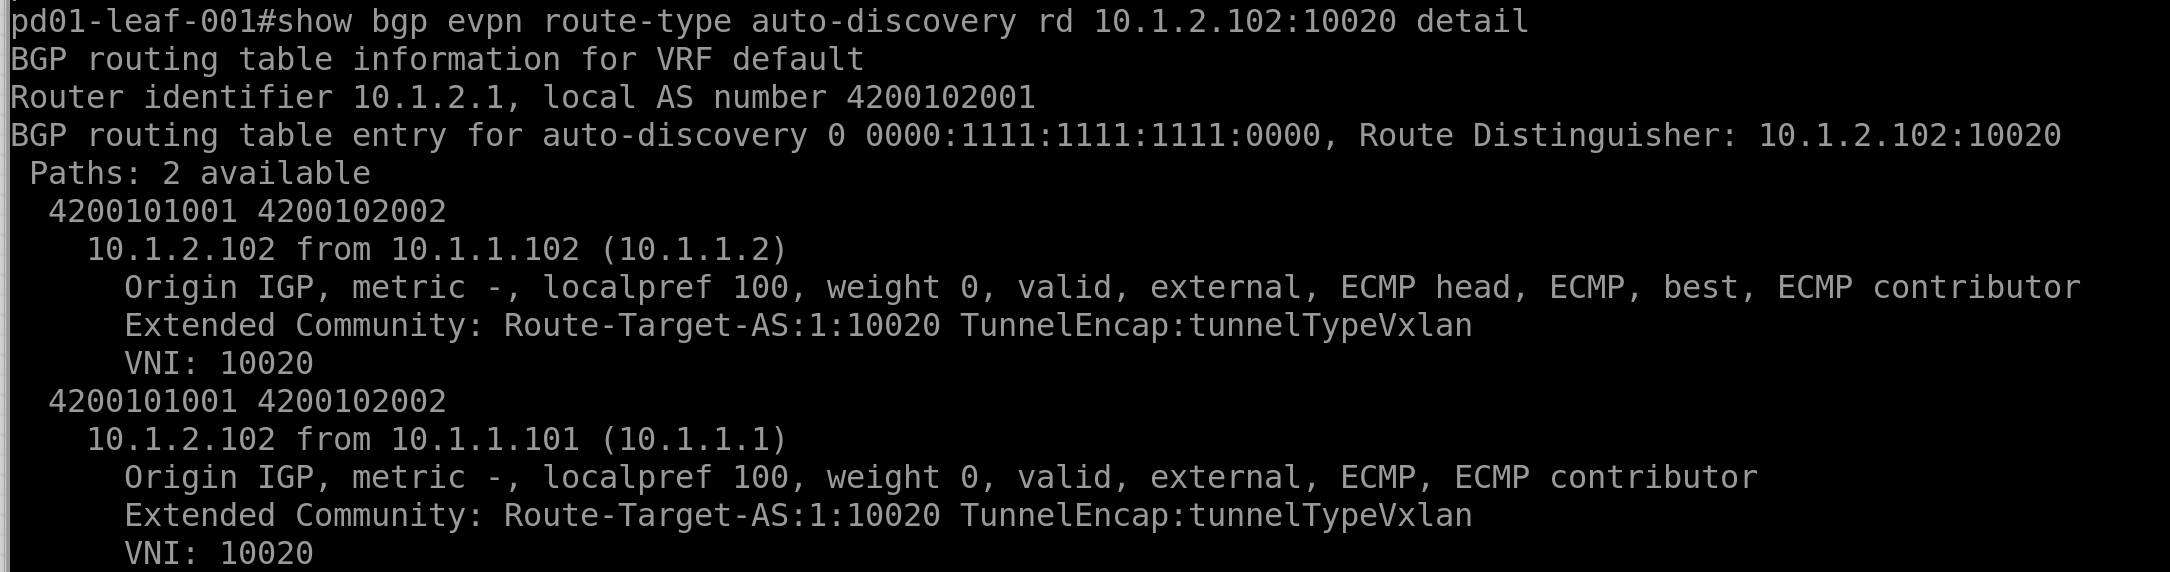 pd01-leaf-001#show bgp evpn route-type auto-discovery rd 10.1.2.102:10020 detail
BGP routing table information for VRF default
Router identifier 10.1.2.1, local AS number 4200102001
BGP routing table entry for auto-discovery 0 0000:1111:1111:1111:0000, Route Distinguisher: 10.1.2.102:10020
 Paths: 2 available
  4200101001 4200102002
    10.1.2.102 from 10.1.1.102 (10.1.1.2)
      Origin IGP, metric -, localpref 100, weight 0, valid, external, ECMP head, ECMP, best, ECMP contributor
      Extended Community: Route-Target-AS:1:10020 TunnelEncap:tunnelTypeVxlan
      VNI: 10020
  4200101001 4200102002
    10.1.2.102 from 10.1.1.101 (10.1.1.1)
      Origin IGP, metric -, localpref 100, weight 0, valid, external, ECMP, ECMP contributor
      Extended Community: Route-Target-AS:1:10020 TunnelEncap:tunnelTypeVxlan
      VNI: 10020